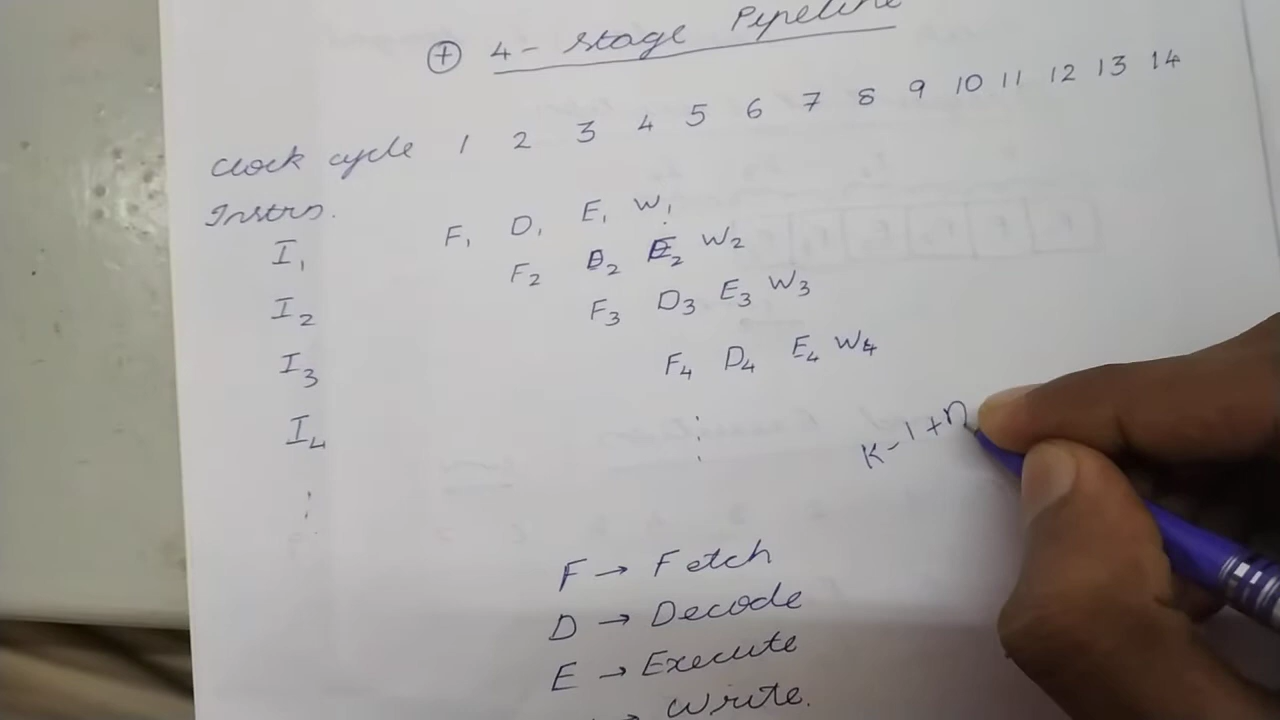 ⊕ 4 - stage Pipeline
Clock cycle 1 2 3 4 5 6 7 8 9 10 11 12 13 14
Instrn.
I1 F1 D1 E1 W1
I2 F2 D2 E2 W2
I3 F3 D3 E3 W3
I4 F4 D4 E4 W4
K-1+n
F → Fetch
D → Decode
E → Execute
→ Write.